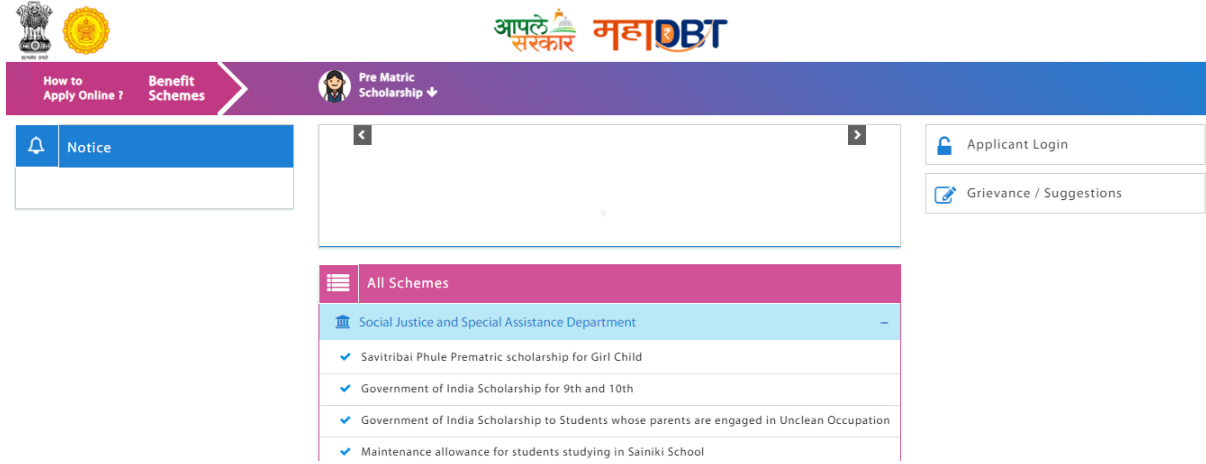 सत्यमेव जयते
आपले
सरकार
महाDBT
How to
Apply Online ?
Benefit
Schemes
Pre Matric
Scholarship
Notice
Applicant Login
Grievance / Suggestions
All Schemes
Social Justice and Special Assistance Department
Savitribai Phule Prematric scholarship for Girl Child
Government of India Scholarship for 9th and 10th
Government of India Scholarship to Students whose parents are engaged in Unclean Occupation
Maintenance allowance for students studying in Sainiki School